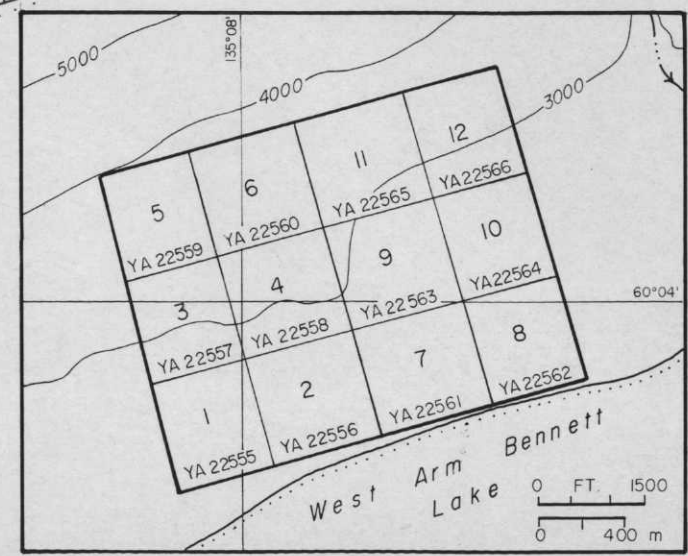 135°08'
5000
4000
3000
12
11
6
5
YA 22566
YA 22565
YA 22560
YA 22559
10
9
4
3
YA 22564
YA 22563
YA 22558
YA 22557
60°04'
8
7
2
1
YA 22562
YA 22561
YA 22556
YA 22555
West Arm Bennett
Lake
0 FT. 1500
0 400 m